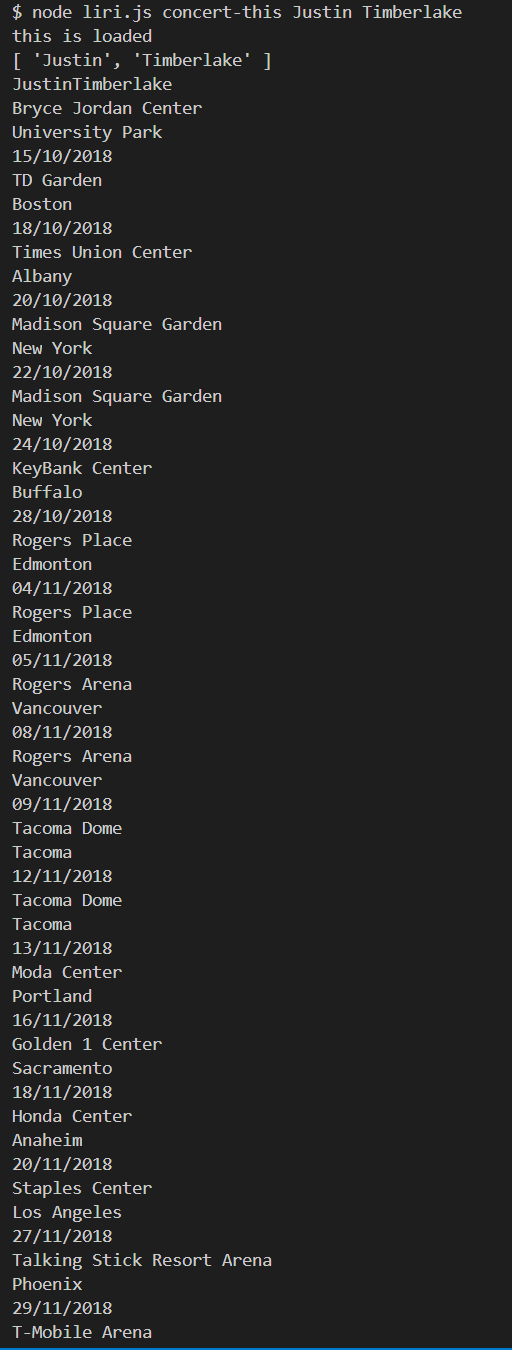 $ node liri.js concert-this Justin Timberlake
this is loaded
[ 'Justin', 'Timberlake' ]
JustinTimberlake
Bryce Jordan Center
University Park
15/10/2018
TD Garden
Boston
18/10/2018
Times Union Center
Albany
20/10/2018
Madison Square Garden
New York
22/10/2018
Madison Square Garden
New York
24/10/2018
KeyBank Center
Buffalo
28/10/2018
Rogers Place
Edmonton
04/11/2018
Rogers Place
Edmonton
05/11/2018
Rogers Arena
Vancouver
08/11/2018
Rogers Arena
Vancouver
09/11/2018
Tacoma Dome
Tacoma
12/11/2018
Tacoma Dome
Tacoma
13/11/2018
Moda Center
Portland
16/11/2018
Golden 1 Center
Sacramento
18/11/2018
Honda Center
Anaheim
20/11/2018
Staples Center
Los Angeles
27/11/2018
Talking Stick Resort Arena
Phoenix
29/11/2018
T-Mobile Arena